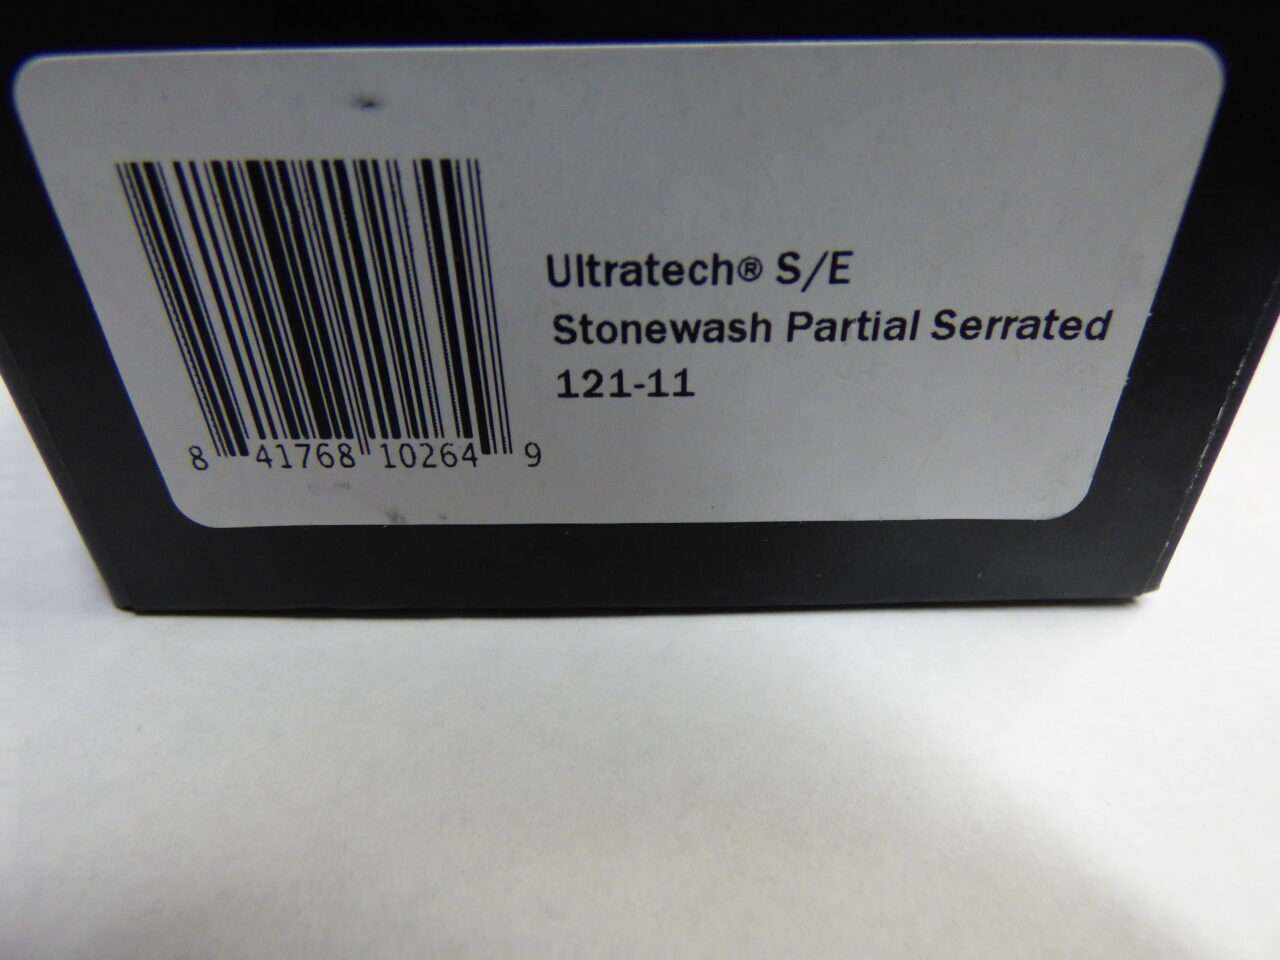 Ultratech® S/E
Stonewash Partial Serrated
121-11
8 41768 10264 9